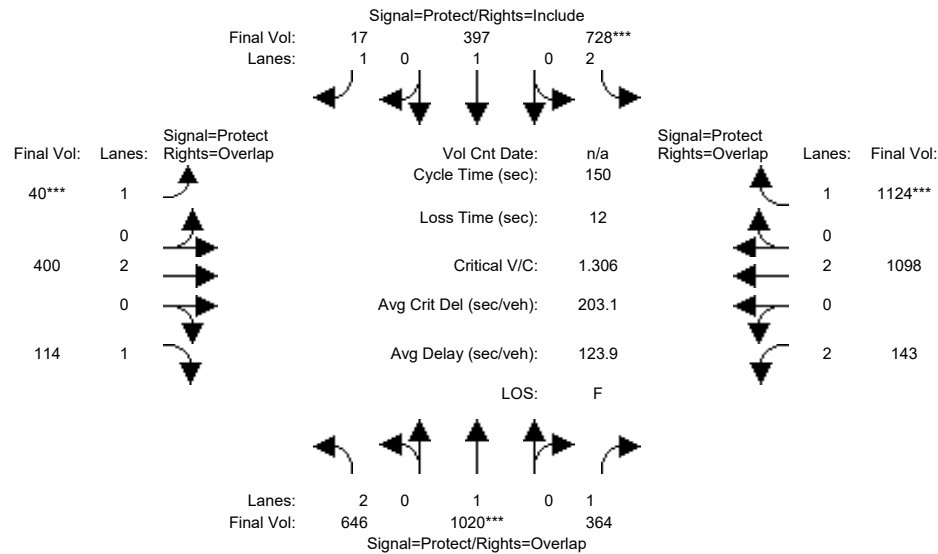 Signal=Protect/Rights=Include
Final Vol: 17 397 728***
Lanes: 1 0 1 0 2
Signal=Protect Signal=Protect
Final Vol: Lanes: Rights=Overlap Vol Cnt Date: n/a Rights=Overlap Lanes: Final Vol:
Cycle Time (sec): 150
40*** 1 1 1124***
Loss Time (sec): 12
0 0
400 2 Critical V/C: 1.306 2 1098
0 Avg Crit Del (sec/veh): 203.1 0
114 1 Avg Delay (sec/veh): 123.9 2 143
LOS: F
Lanes: 2 0 1 0 1
Final Vol: 646 1020*** 364
Signal=Protect/Rights=Overlap